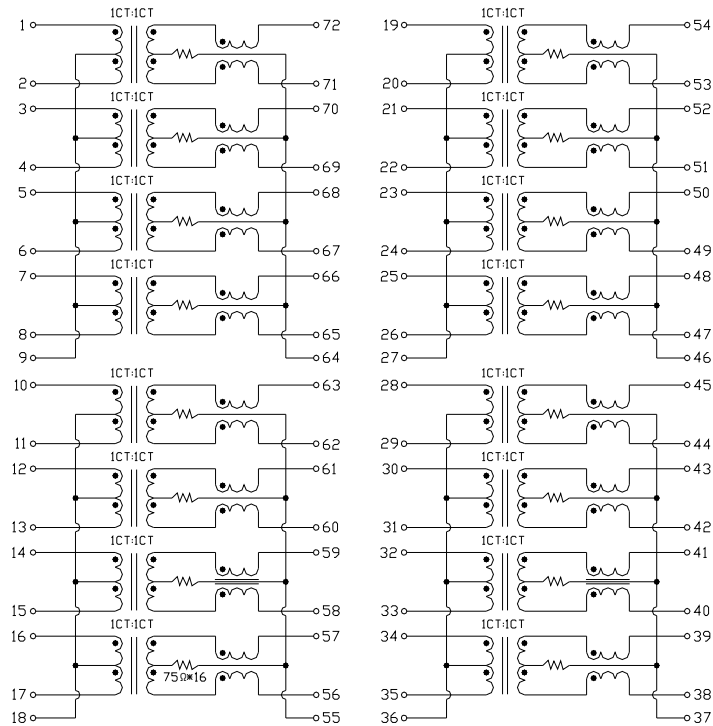 1CT:1CT 1CT:1CT
1 72 19 54
2 71 20 53
1CT:1CT 1CT:1CT
3 70 21 52
4 69 22 51
1CT:1CT 1CT:1CT
5 68 23 50
6 67 24 49
1CT:1CT 1CT:1CT
7 66 25 48
8 65 26 47
9 64 27 46
1CT:1CT 1CT:1CT
10 63 28 45
11 62 29 44
1CT:1CT 1CT:1CT
12 61 30 43
13 60 31 42
1CT:1CT 1CT:1CT
14 59 32 41
15 58 33 40
1CT:1CT 1CT:1CT
16 57 34 39
75Ω*16
17 56 35 38
18 55 36 37